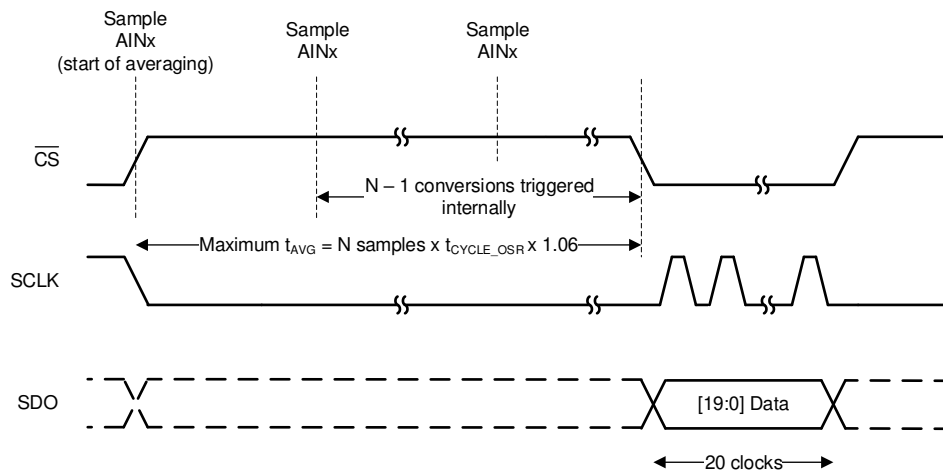 Sample
AINx
(start of averaging)
Sample
AINx
Sample
AINx
CS
N – 1 conversions triggered
internally
Maximum tAVG = N samples x tCYCLE_OSR x 1.06
SCLK
SDO
[19:0] Data
20 clocks